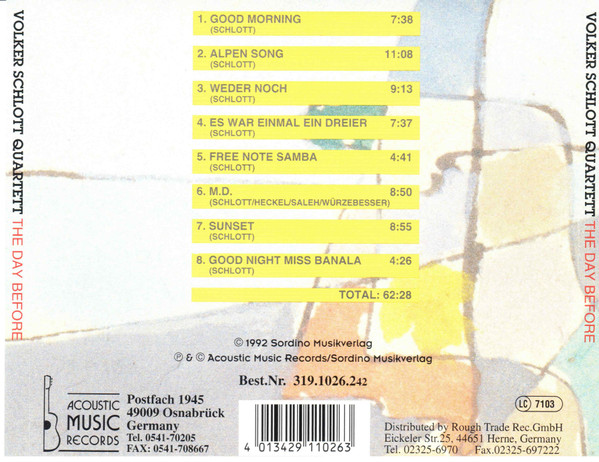 VOLKER SCHLOTT QUARTETT THE DAY BEFORE
1. GOOD MORNING 7:38
(SCHLOTT)
2. ALPEN SONG 11:08
(SCHLOTT)
3. WEDER NOCH 9:13
(SCHLOTT)
4. ES WAR EINMAL EIN DREIER 7:37
(SCHLOTT)
5. FREE NOTE SAMBA 4:41
(SCHLOTT)
6. M.D. 8:50
(SCHLOTT/HECKEL/SALEH/WÜRZEBESSER)
7. SUNSET 8:55
(SCHLOTT)
8. GOOD NIGHT MISS BANALA 4:26
(SCHLOTT)
TOTAL: 62:28
© 1992 Sordino Musikverlag
℗ & © Acoustic Music Records/Sordino Musikverlag
Best.Nr. 319.1026.242
ACOUSTIC
MUSIC
RECORDS
Postfach 1945
49009 Osnabrück
Germany
Tel. 0541-70205
FAX: 0541-708667
4 013429 110263
LC 7103
Distributed by Rough Trade Rec.GmbH
Eickeler Str.25, 44651 Herne, Germany
Tel. 02325-6970 Fax.02325-697222
VOLKER SCHLOTT QUARTETT THE DAY BEFORE